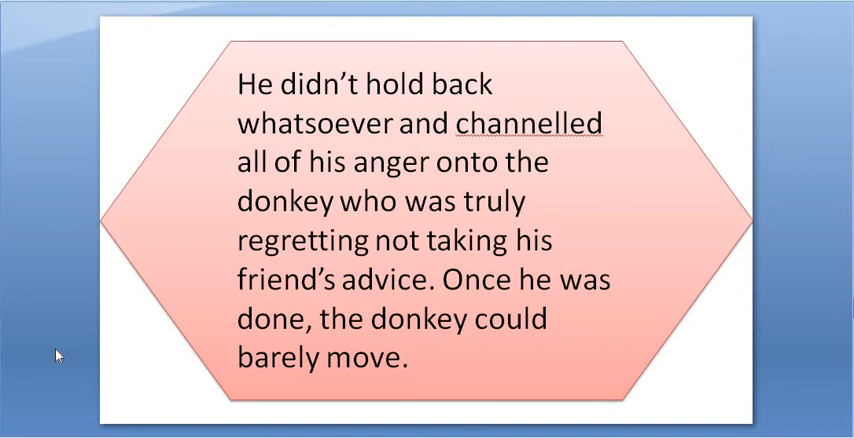 He didn’t hold back
whatsoever and channelled
all of his anger onto the
donkey who was truly
regretting not taking his
friend’s advice. Once he was
done, the donkey could
barely move.